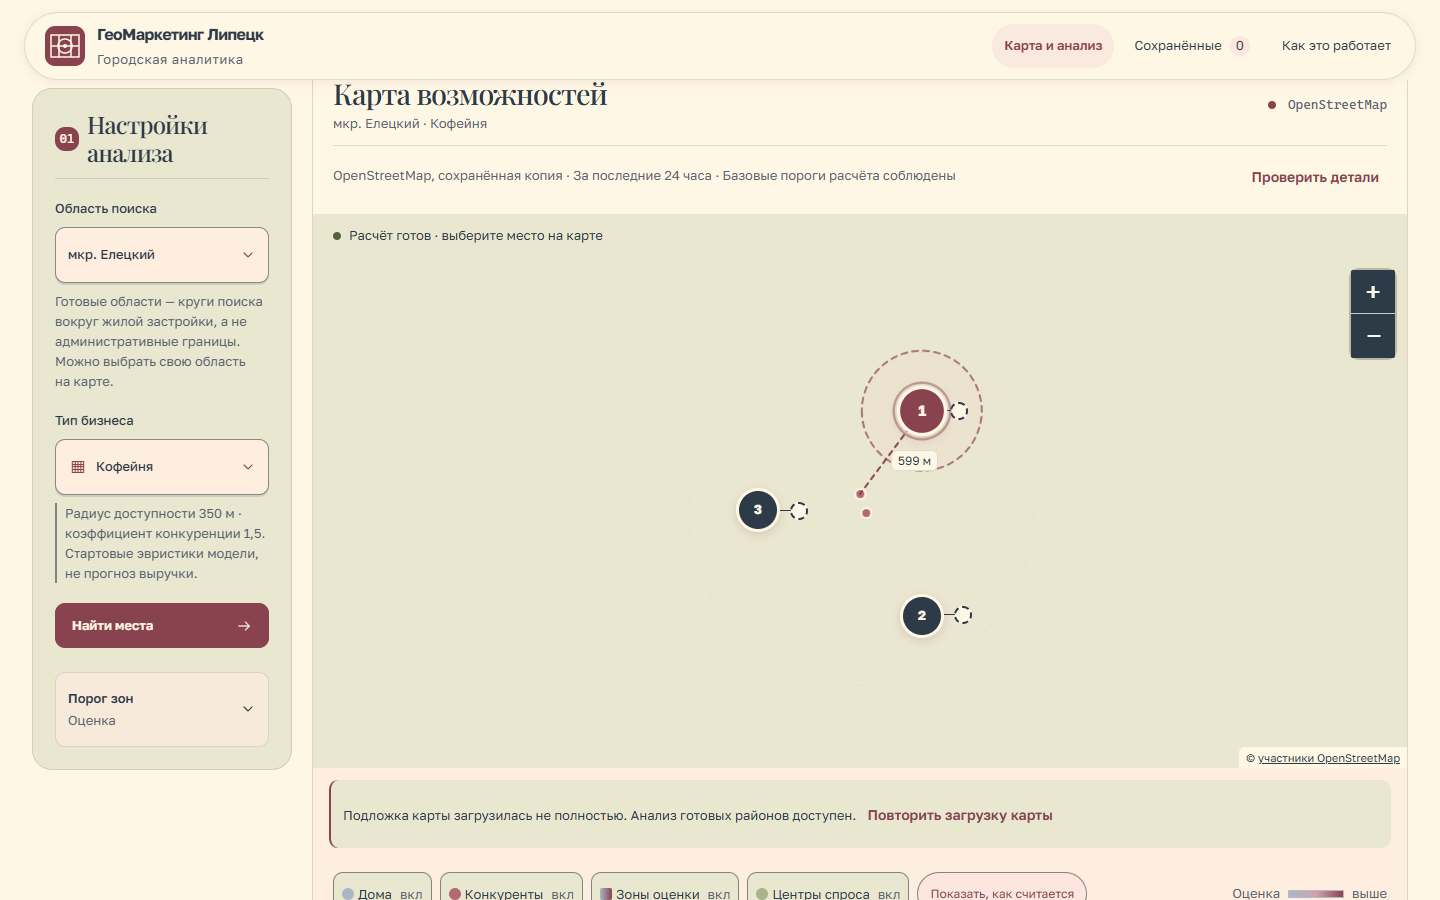 ГеоМаркетинг Липецк
Городская аналитика
Карта и анализ
Сохранённые 0
Как это работает
01
Настройки
анализа
Область поиска
мкр. Елецкий
Готовые области — круги поиска
вокруг жилой застройки, а не
административные границы.
Можно выбрать свою область
на карте.
Тип бизнеса
Кофейня
Радиус доступности 350 м ·
коэффициент конкуренции 1,5.
Стартовые эвристики модели,
не прогноз выручки.
Найти места →
Порог зон
Оценка
Карта возможностей
мкр. Елецкий · Кофейня
OpenStreetMap
OpenStreetMap, сохранённая копия · За последние 24 часа · Базовые пороги расчёта соблюдены
Проверить детали
Расчёт готов · выберите место на карте
+
−
1
599 м
3
2
© участники OpenStreetMap
Подложка карты загрузилась не полностью. Анализ готовых районов доступен. Повторить загрузку карты
Дома вкл
Конкуренты вкл
Зоны оценки вкл
Центры спроса вкл
Показать, как считается
Оценка выше